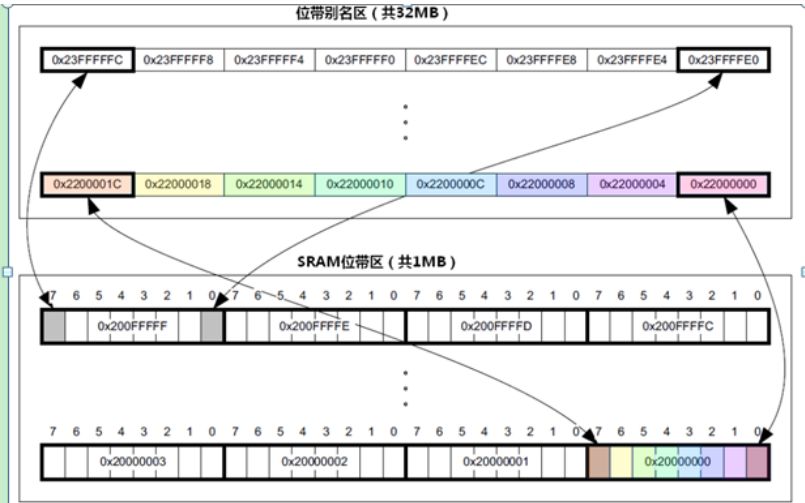 位带别名区（共32MB）
0x23FFFFFC 0x23FFFFF8 0x23FFFFF4 0x23FFFFF0 0x23FFFFEC 0x23FFFFE8 0x23FFFFE4 0x23FFFFE0
0x2200001C 0x22000018 0x22000014 0x22000010 0x2200000C 0x22000008 0x22000004 0x22000000
SRAM位带区（共1MB）
7 6 5 4 3 2 1 0 7 6 5 4 3 2 1 0 7 6 5 4 3 2 1 0 7 6 5 4 3 2 1 0
0x200FFFFF 0x200FFFFE 0x200FFFFD 0x200FFFFC
7 6 5 4 3 2 1 0 7 6 5 4 3 2 1 0 7 6 5 4 3 2 1 0 7 6 5 4 3 2 1 0
0x20000003 0x20000002 0x20000001 0x20000000